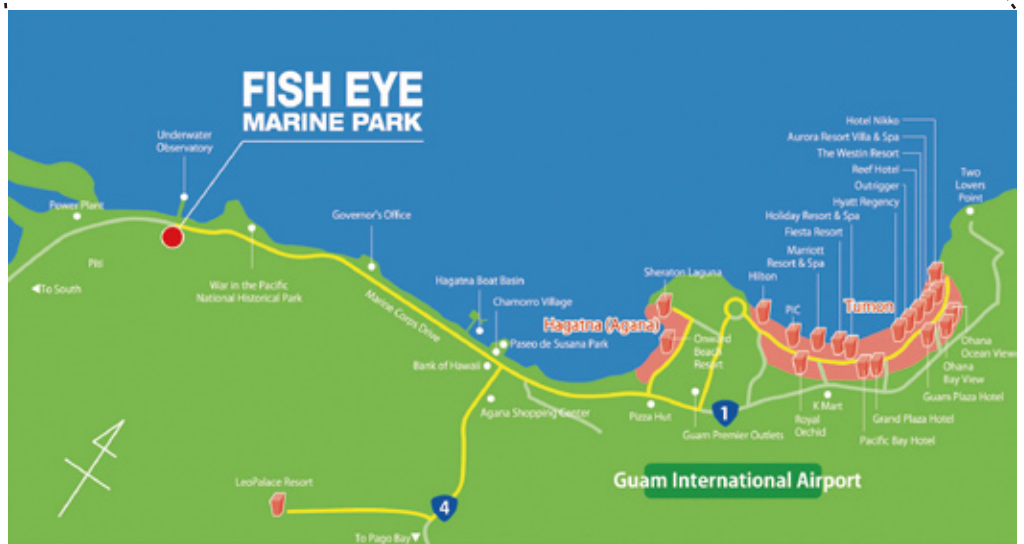 FISH EYE
MARINE PARK
Underwater
Observatory
Power Plant
Piti
◀To South
War in the Pacific
National Historical Park
Governor's Office
Marine Corps Drive
Hagatna Boat Basin
Chamorro Village
Paseo de Susana Park
Bank of Hawaii
Agana Shopping Center
Hagatna (Agana)
Sheraton Laguna
Onward
Beach
Resort
Pizza Hut
Guam Premier Outlets
1
Hilton
PIC
Marriott
Resort & Spa
Fiesta Resort
Holiday Resort & Spa
Hyatt Regency
Outrigger
Reef Hotel
The Westin Resort
Aurora Resort Villa & Spa
Hotel Nikko
Two
Lovers
Point
Tumon
Ohana
Ocean View
Ohana
Bay View
Guam Plaza Hotel
Grand Plaza Hotel
Pacific Bay Hotel
K Mart
Royal
Orchid
Guam International Airport
LeoPalace Resort
4
To Pago Bay▼